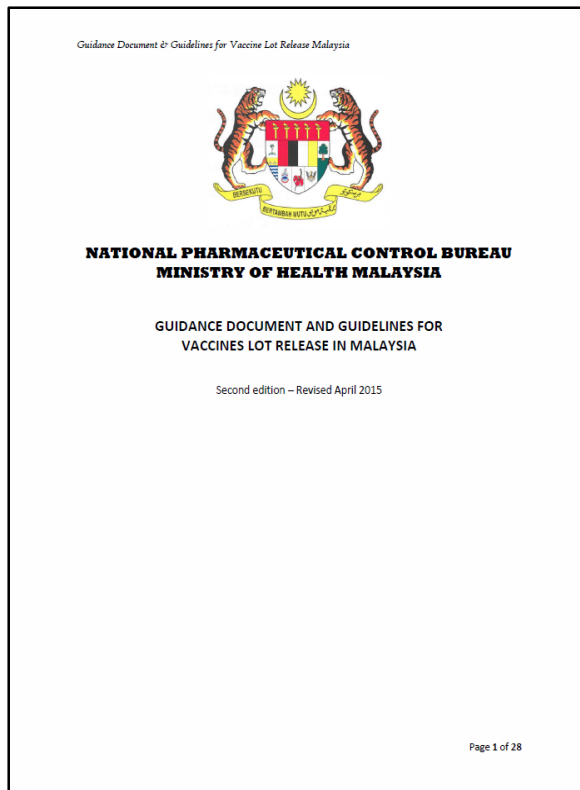 Guidance Document & Guidelines for Vaccine Lot Release Malaysia
BERSEKUTU
BERTAMBAH MUTU
NATIONAL PHARMACEUTICAL CONTROL BUREAU
MINISTRY OF HEALTH MALAYSIA
GUIDANCE DOCUMENT AND GUIDELINES FOR
VACCINES LOT RELEASE IN MALAYSIA
Second edition – Revised April 2015
Page 1 of 28